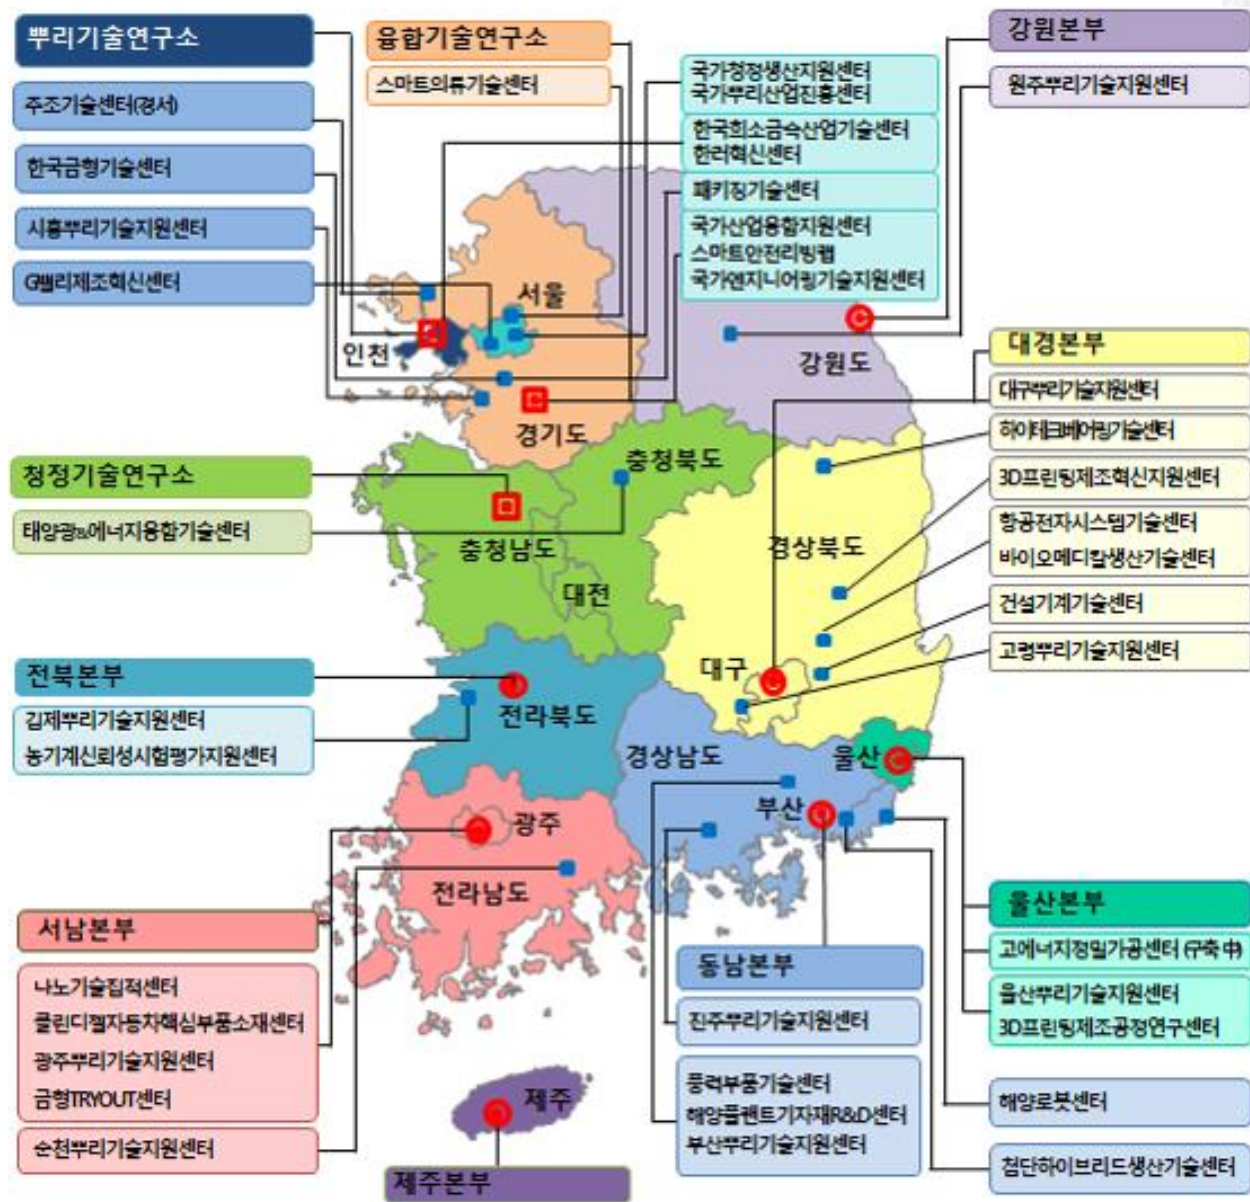 뿌리기술연구소
주조기술센터(경서)
한국금형기술센터
시흥뿌리기술지원센터
G밸리제조혁신센터
융합기술연구소
스마트의류기술센터
국가청정생산지원센터
국가뿌리산업진흥센터
한국희소금속산업기술센터
한러혁신센터
패키징기술센터
국가산업융합지원센터
스마트안전리빙랩
국가엔지니어링기술지원센터
강원본부
원주뿌리기술지원센터
서울
인천
경기도
강원도
대경본부
대구뿌리기술지원센터
하이테크베어링기술센터
3D프린팅제조혁신지원센터
항공전자시스템기술센터
바이오메디칼생산기술센터
건설기계기술센터
고령뿌리기술지원센터
청정기술연구소
태양광&에너지융합기술센터
충청북도
충청남도
대전
경상북도
대구
전북본부
김제뿌리기술지원센터
농기계신뢰성시험평가지원센터
전라북도
경상남도
울산
부산
광주
전라남도
서남본부
나노기술집적센터
클린디젤자동차핵심부품소재센터
광주뿌리기술지원센터
금형TRYOUT센터
순천뿌리기술지원센터
동남본부
진주뿌리기술지원센터
풍력부품기술센터
해양플랜트기자재R&D센터
부산뿌리기술지원센터
울산본부
고에너지정밀가공센터 (구축 中)
울산뿌리기술지원센터
3D프린팅제조공정연구센터
해양로봇센터
첨단하이브리드생산기술센터
제주
제주본부